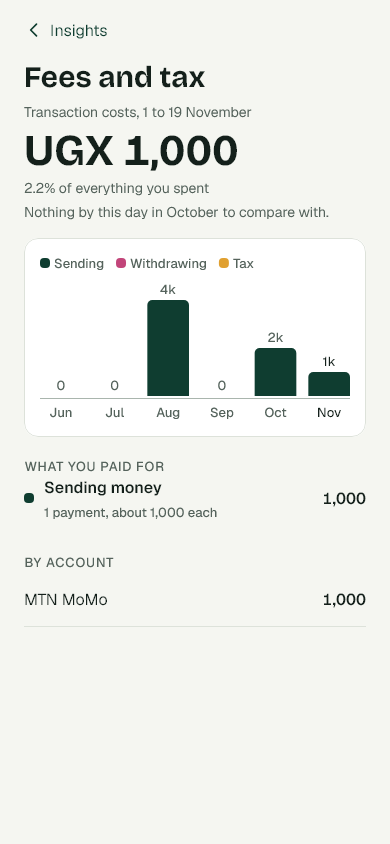 Insights
Fees and tax
Transaction costs, 1 to 19 November
UGX 1,000
2.2% of everything you spent
Nothing by this day in October to compare with.
Sending Withdrawing Tax
4k
2k
1k
0 0 0
Jun Jul Aug Sep Oct Nov
WHAT YOU PAID FOR
Sending money
1,000
1 payment, about 1,000 each
BY ACCOUNT
MTN MoMo 1,000